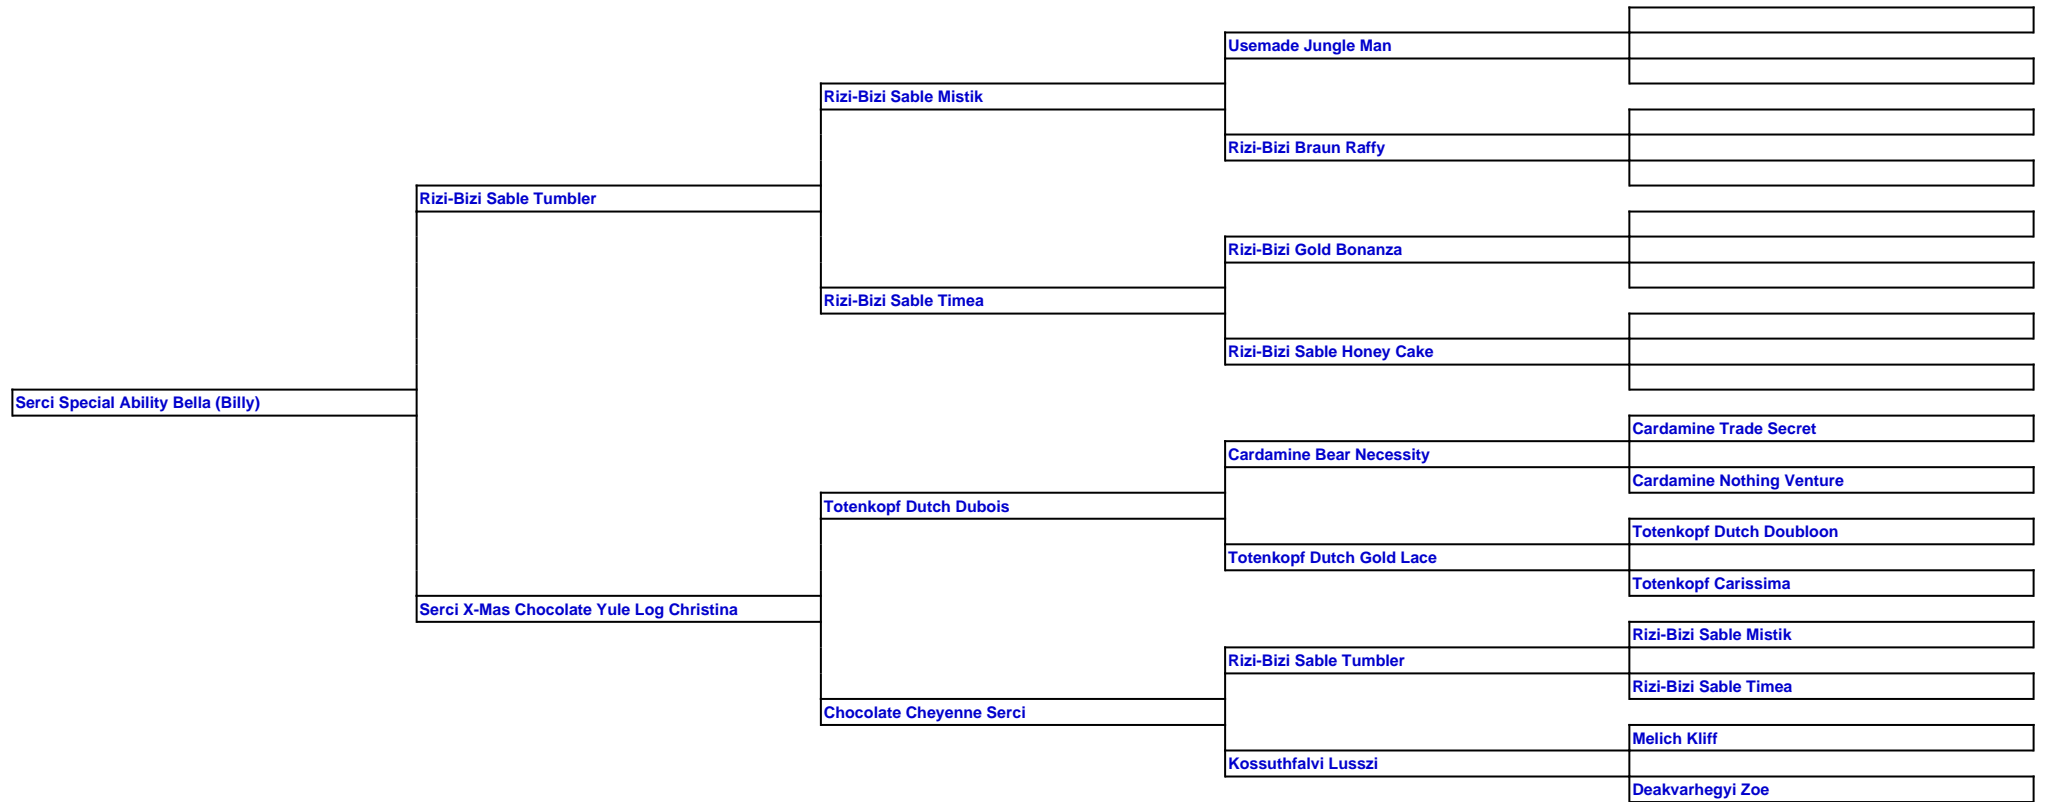 Usemade Jungle Man
Rizi-Bizi Sable Mistik
Rizi-Bizi Braun Raffy
Rizi-Bizi Sable Tumbler
Rizi-Bizi Gold Bonanza
Rizi-Bizi Sable Timea
Rizi-Bizi Sable Honey Cake
Serci Special Ability Bella (Billy)
Cardamine Trade Secret
Cardamine Bear Necessity
Cardamine Nothing Venture
Totenkopf Dutch Dubois
Totenkopf Dutch Doubloon
Totenkopf Dutch Gold Lace
Totenkopf Carissima
Serci X-Mas Chocolate Yule Log Christina
Rizi-Bizi Sable Mistik
Rizi-Bizi Sable Tumbler
Rizi-Bizi Sable Timea
Chocolate Cheyenne Serci
Melich Kliff
Kossuthfalvi Lusszi
Deakvarhegyi Zoe